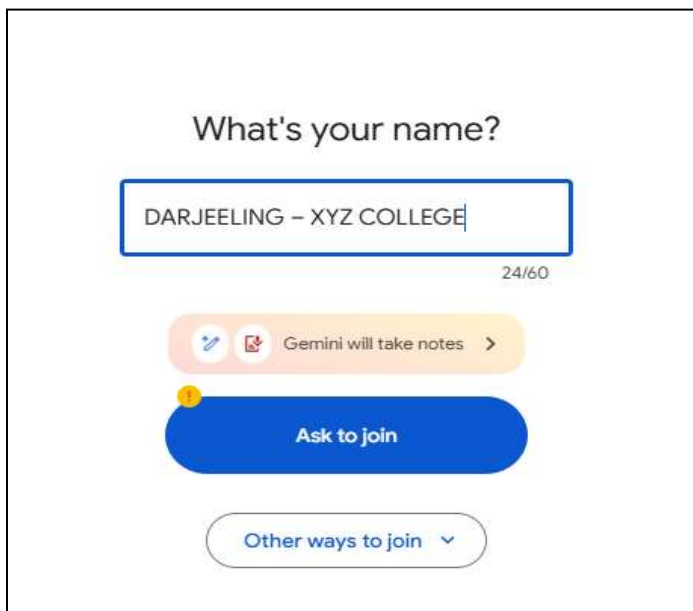 What's your name?
DARJEELING – XYZ COLLEGE
24/60
Gemini will take notes
!
Ask to join
Other ways to join